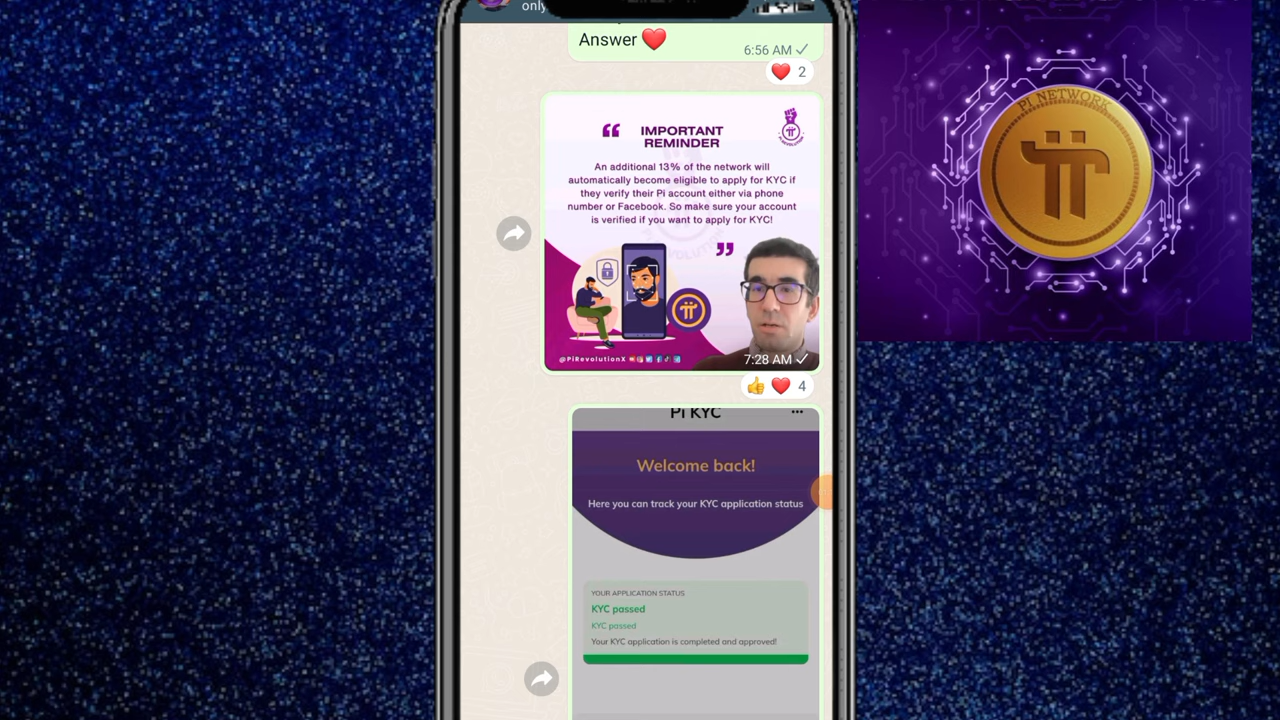 only
Answer ❤️
6:56 AM
❤️ 2
“ IMPORTANT
REMINDER
An additional 13% of the network will
automatically become eligible to apply for KYC if
they verify their Pi account either via phone
number or Facebook. So make sure your account
is verified if you want to apply for KYC!
”
@PiRevolutionX
7:28 AM
👍 ❤️ 4
Pi KYC
Welcome back!
Here you can track your KYC application status
YOUR APPLICATION STATUS
KYC passed
KYC passed
Your KYC application is completed and approved!
PI NETWORK